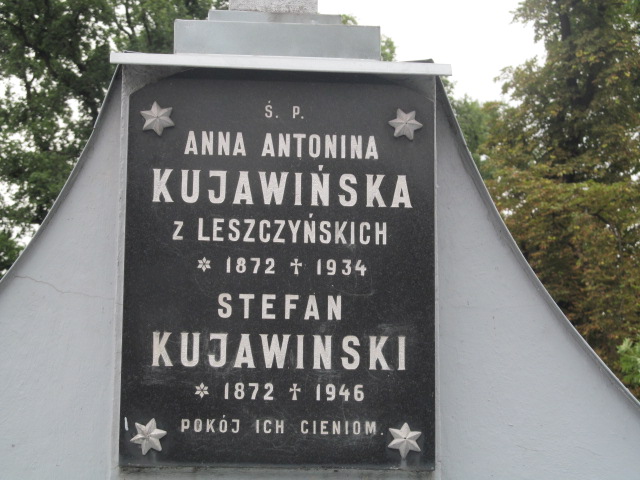 Ś. P.
ANNA ANTONINA
KUJAWIŃSKA
Z LESZCZYŃSKICH
* 1872 ✝ 1934
STEFAN
KUJAWINSKI
* 1872 ✝ 1946
POKÓJ ICH CIENIOM.